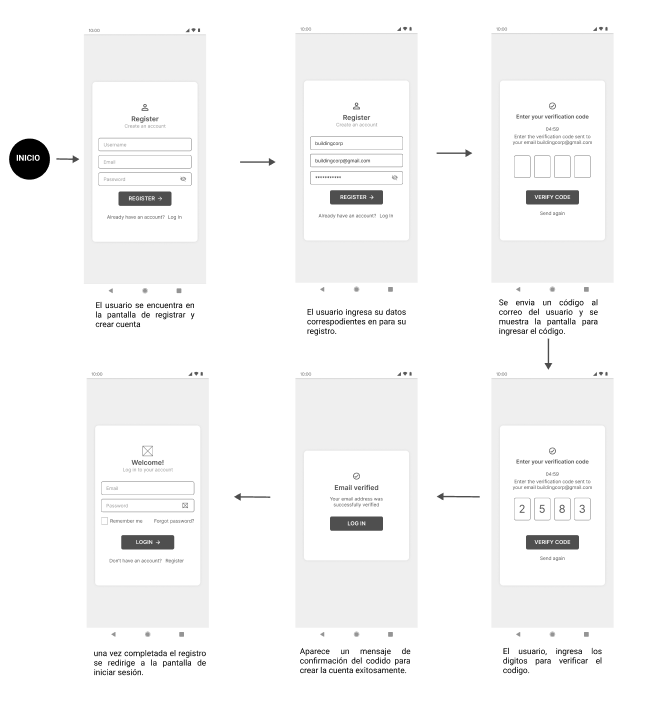 INICIO
10:00
Register
Create an account
Username
Email
Password
REGISTER →
Already have an account? Log in
El usuario se encuentra en
la pantalla de registrar y
crear cuenta
10:00
Register
Create an account
buildingcorp
buildingcorp@gmail.com
***********
REGISTER →
Already have an account? Log in
El usuario ingresa su datos
correspodientes en para su
registro.
10:00
Enter your verification code
04:59
Enter the verification code sent to
your email buildingcorp@gmail.com
VERIFY CODE
Send again
Se envia un código al
correo del usuario y se
muestra la pantalla para
ingresar el código.
10:00
Enter your verification code
04:59
Enter the verification code sent to
your email buildingcorp@gmail.com
2 5 8 3
VERIFY CODE
Send again
El usuario, ingresa los
digitos para verificar el
codigo.
10:00
Email verified
Your email address was
successfully verified
LOG IN
Aparece un mensaje de
confirmación del codido para
crear la cuenta exitosamente.
10:00
Welcome!
Log in to your account
Email
Password
Remember me Forgot password?
LOGIN →
Don't have an account? Register
una vez completada el registro
se redirige a la pantalla de
iniciar sesión.